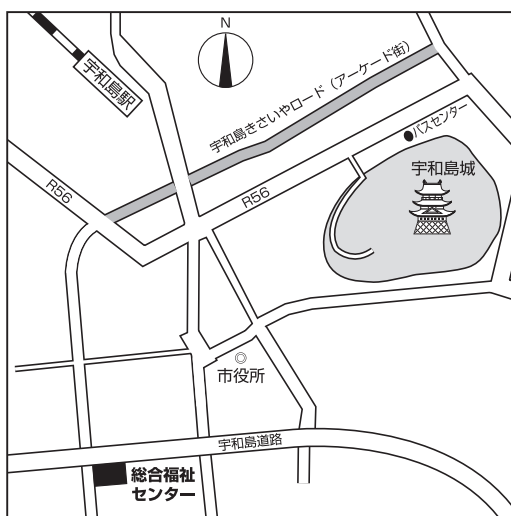 N
宇和島駅
宇和島きさいやロード（アーケード街）
バスセンター
宇和島城
R56
R56
市役所
宇和島道路
総合福祉
センター